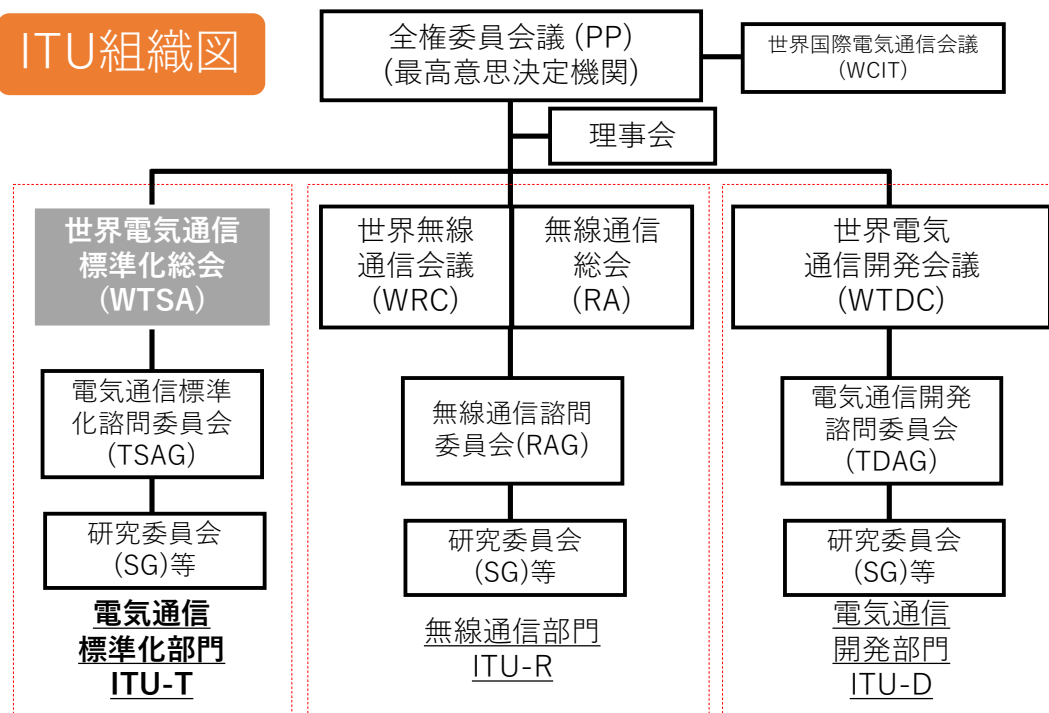 ITU組織図
全権委員会議 (PP)
(最高意思決定機関)
世界国際電気通信会議
(WCIT)
理事会
世界電気通信
標準化総会
(WTSA)
世界無線
通信会議
(WRC)
無線通信
総会
(RA)
世界電気
通信開発会議
(WTDC)
電気通信標準
化諮問委員会
(TSAG)
無線通信諮問
委員会(RAG)
電気通信開発
諮問委員会
(TDAG)
研究委員会
(SG)等
研究委員会
(SG)等
研究委員会
(SG)等
電気通信
標準化部門
ITU-T
無線通信部門
ITU-R
電気通信
開発部門
ITU-D